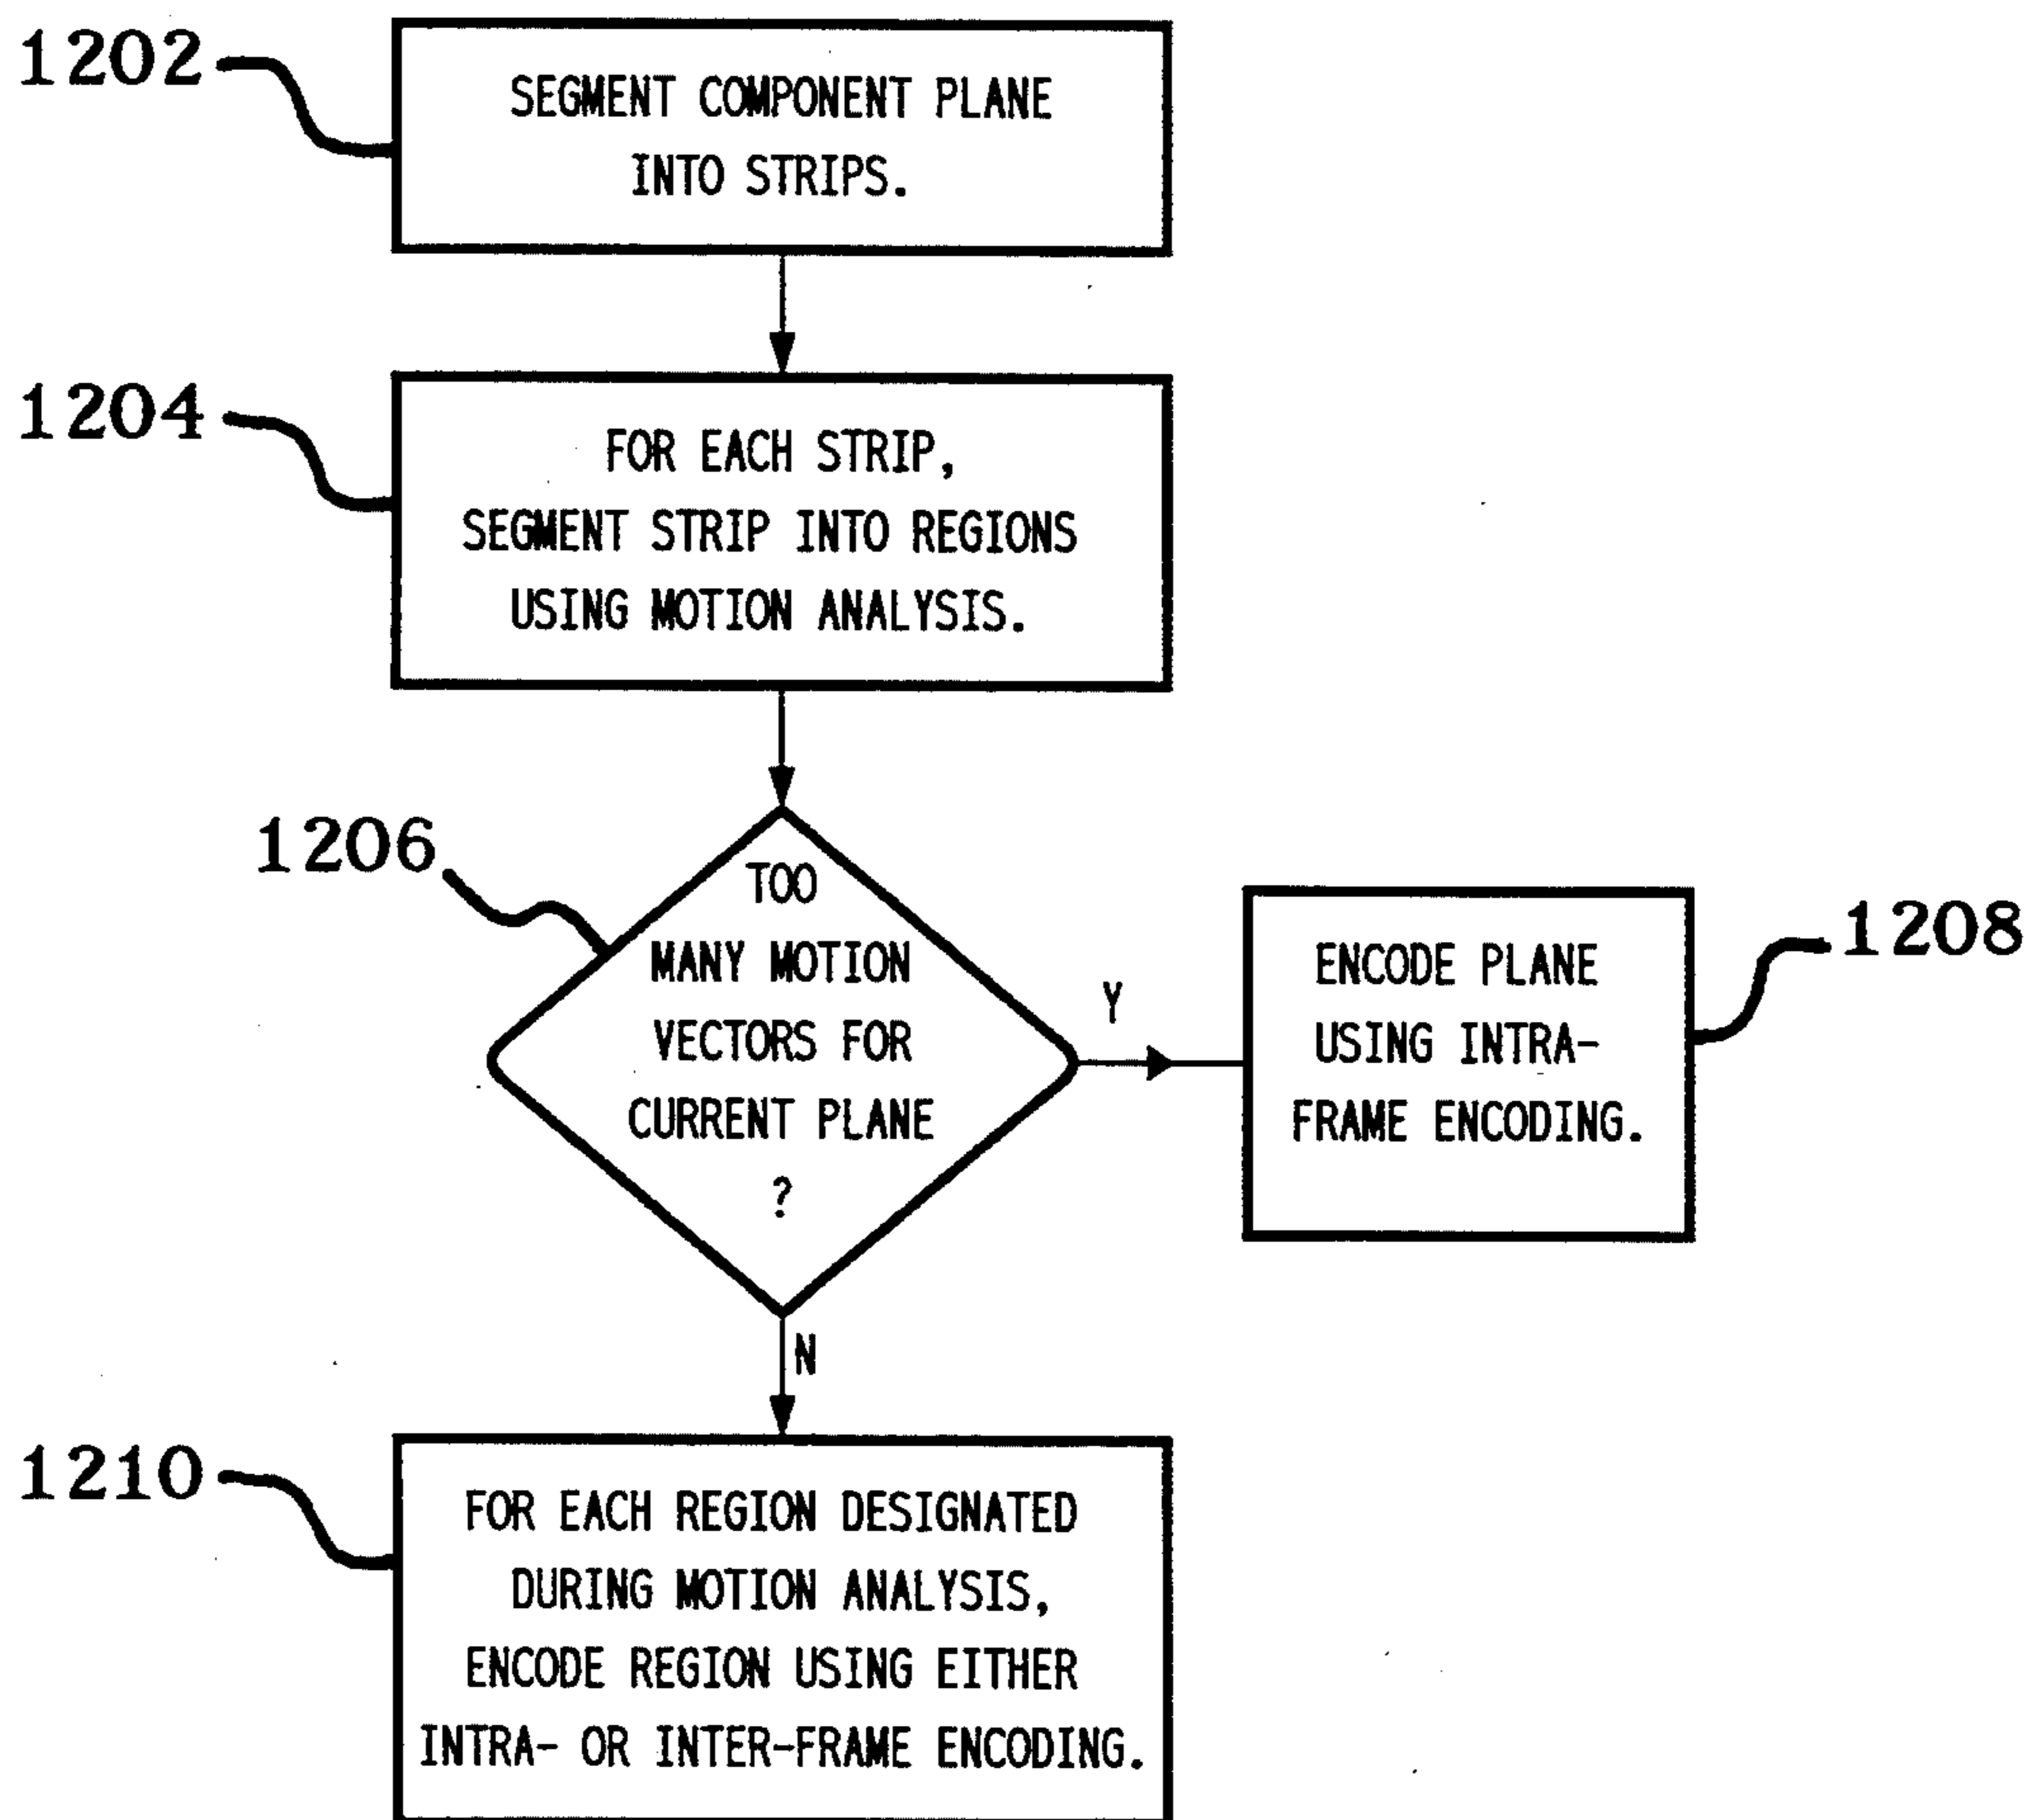 1202
SEGMENT COMPONENT PLANE
INTO STRIPS.
1204
FOR EACH STRIP,
SEGMENT STRIP INTO REGIONS
USING MOTION ANALYSIS.
1206
TOO
MANY MOTION
VECTORS FOR
CURRENT PLANE
?
Y
1208
ENCODE PLANE
USING INTRA-
FRAME ENCODING.
N
1210
FOR EACH REGION DESIGNATED
DURING MOTION ANALYSIS,
ENCODE REGION USING EITHER
INTRA- OR INTER-FRAME ENCODING.